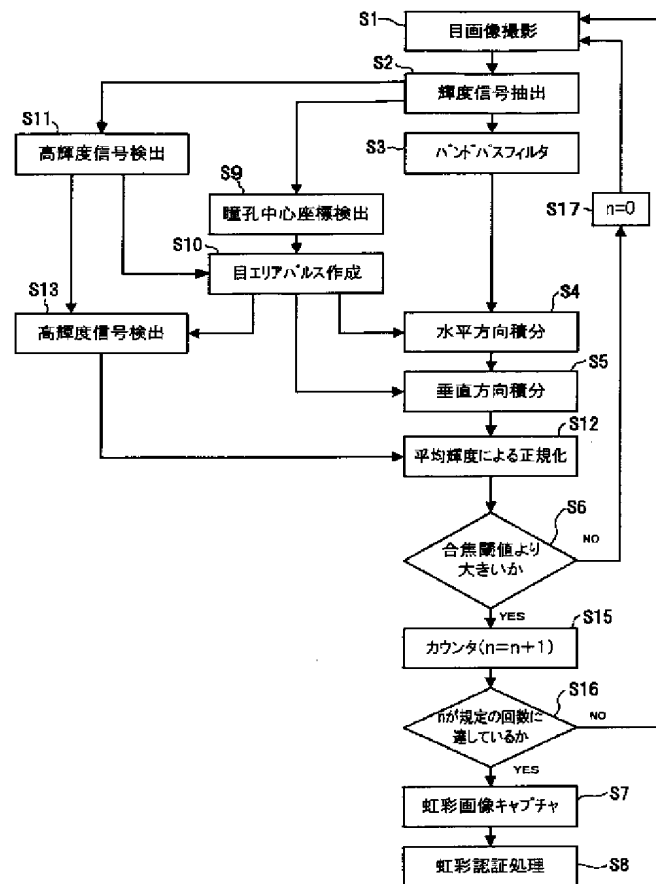 S1
目画像撮影
S2
輝度信号抽出
S11
高輝度信号検出
S3
バンドパスフィルタ
S9
瞳孔中心座標検出
S17
n=0
S10
目エリアパルス作成
S13
高輝度信号検出
S4
水平方向積分
S5
垂直方向積分
S12
平均輝度による正規化
S6
合焦閾値より
大きいか
NO
YES
S15
カウンタ(n=n+1)
S16
nが規定の回数に
達しているか
NO
YES
S7
虹彩画像キャプチャ
S8
虹彩認証処理